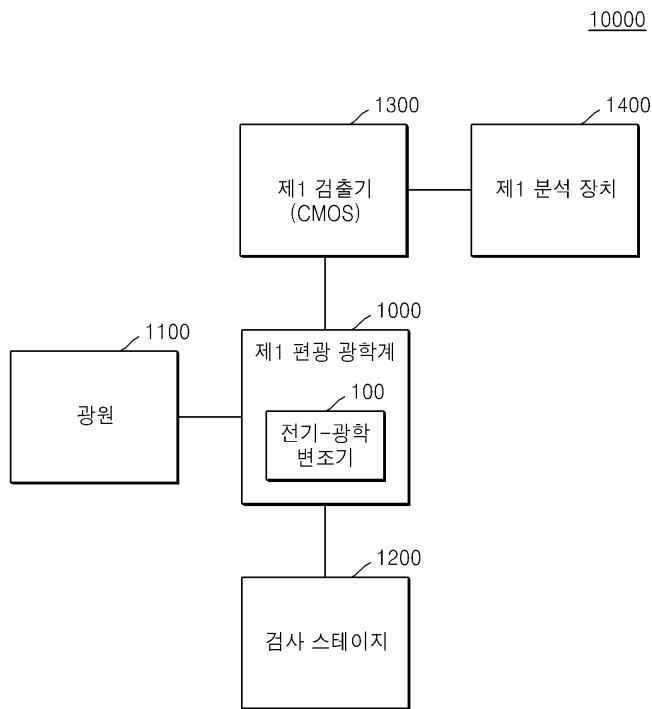 10000
1300
1400
제1 검출기
(CMOS)
제1 분석 장치
1100
1000
광원
제1 편광 광학계
100
전기-광학
변조기
1200
검사 스테이지